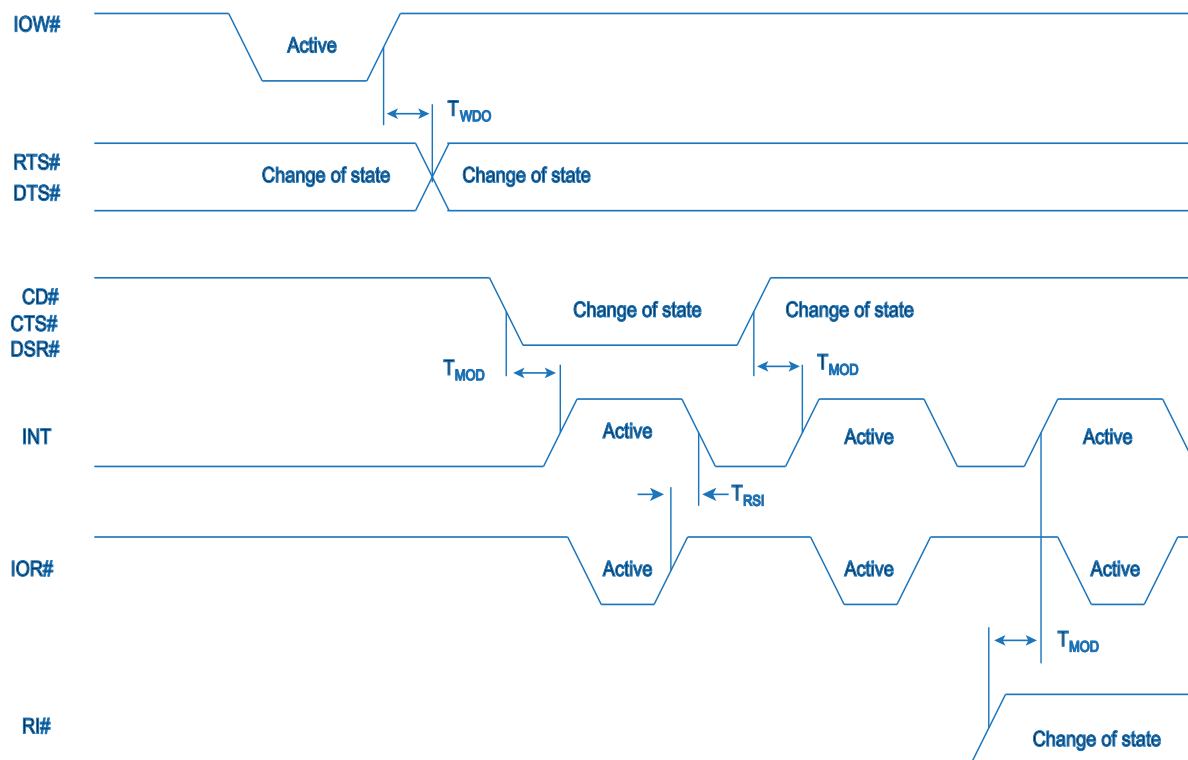 IOW#
Active
TWDO
RTS#
DTS#
Change of state
Change of state
CD#
CTS#
DSR#
Change of state
Change of state
TMOD
TMOD
INT
Active
Active
Active
TRSI
IOR#
Active
Active
Active
TMOD
RI#
Change of state